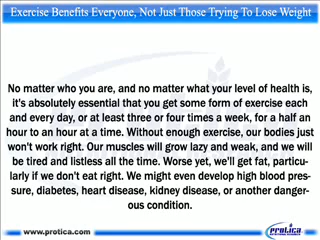 Exercise Benefits Everyone, Not Just Those Trying To Lose Weight
No matter who you are, and no matter what your level of health is,
it's absolutely essential that you get some form of exercise each
and every day, or at least three or four times a week, for a half an
hour to an hour at a time. Without enough exercise, our bodies just
won't work right. Our muscles will grow lazy and weak, and we will
be tired and listless all the time. Worse yet, we'll get fat, particu-
larly if we don't eat right. We might even develop high blood pres-
sure, diabetes, heart disease, kidney disease, or another danger-
ous condition.
www.protica.com
protica